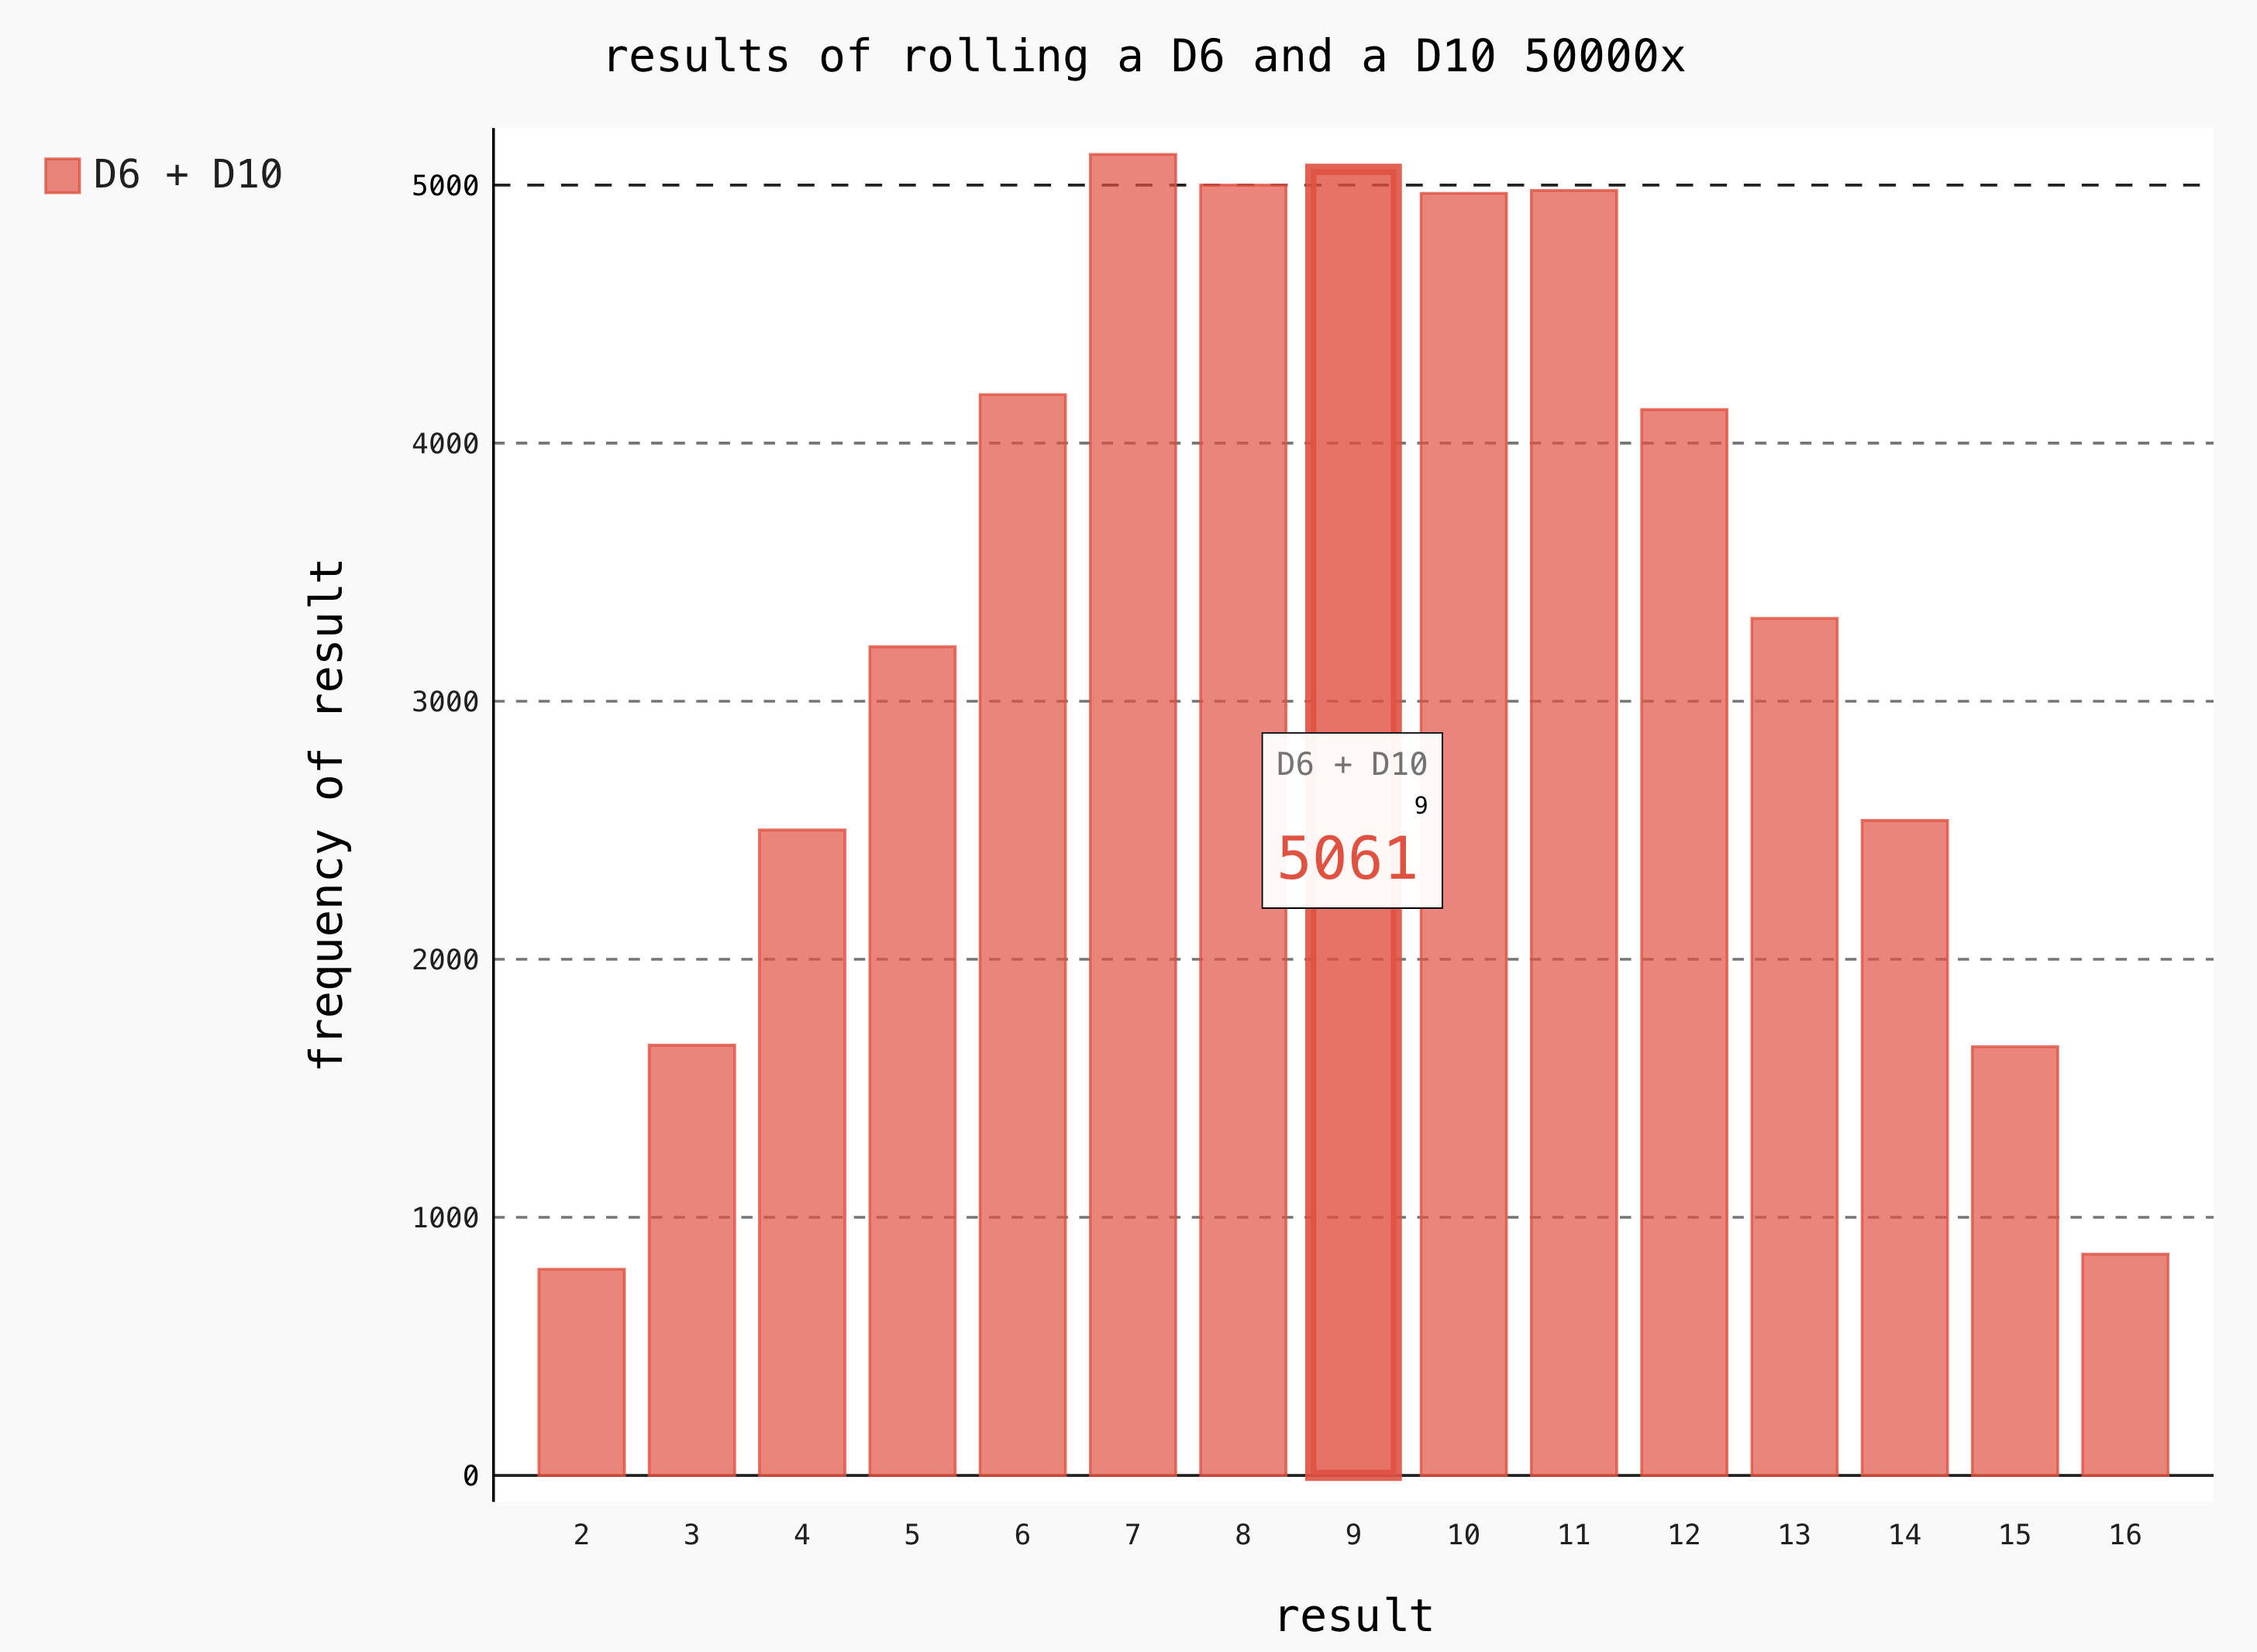 results of rolling a D6 and a D10 50000x
D6 + D10
5000
4000
3000
2000
1000
0
frequency of result
D6 + D10
9
5061
2 3 4 5 6 7 8 9 10 11 12 13 14 15 16
result